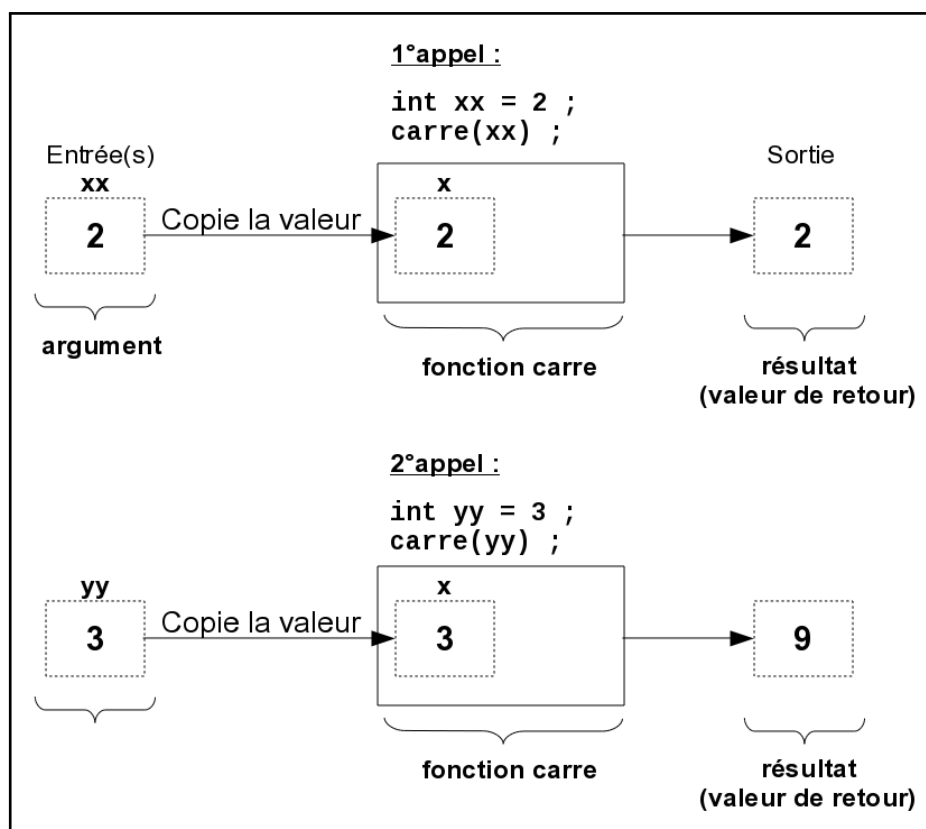 1°appel :
int xx = 2 ;
carre(xx) ;
Entrée(s)
xx
2
Copie la valeur
x
2
Sortie
2
argument
fonction carre
résultat
(valeur de retour)
2°appel :
int yy = 3 ;
carre(yy) ;
yy
3
Copie la valeur
x
3
9
fonction carre
résultat
(valeur de retour)